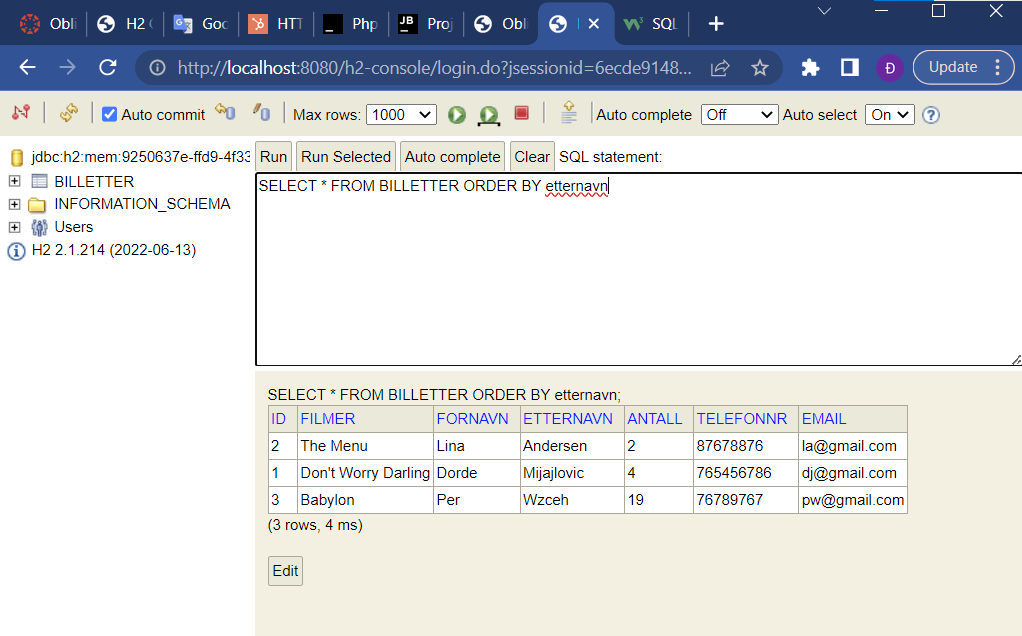 Obli H2 Goc HTT Php Proj Obli SQL
http://localhost:8080/h2-console/login.do?jsessionid=6ecde9148... Đ Update
Auto commit Max rows: 1000 Auto complete Off Auto select On ?
jdbc:h2:mem:9250637e-ffd9-4f33 Run Run Selected Auto complete Clear SQL statement:
BILLETTER
INFORMATION_SCHEMA
Users
H2 2.1.214 (2022-06-13)
SELECT * FROM BILLETTER ORDER BY etternavn
SELECT * FROM BILLETTER ORDER BY etternavn;
ID FILMER FORNAVN ETTERNAVN ANTALL TELEFONNR EMAIL
2 The Menu Lina Andersen 2 87678876 la@gmail.com
1 Don't Worry Darling Dorde Mijajlovic 4 765456786 dj@gmail.com
3 Babylon Per Wzceh 19 76789767 pw@gmail.com
(3 rows, 4 ms)
Edit